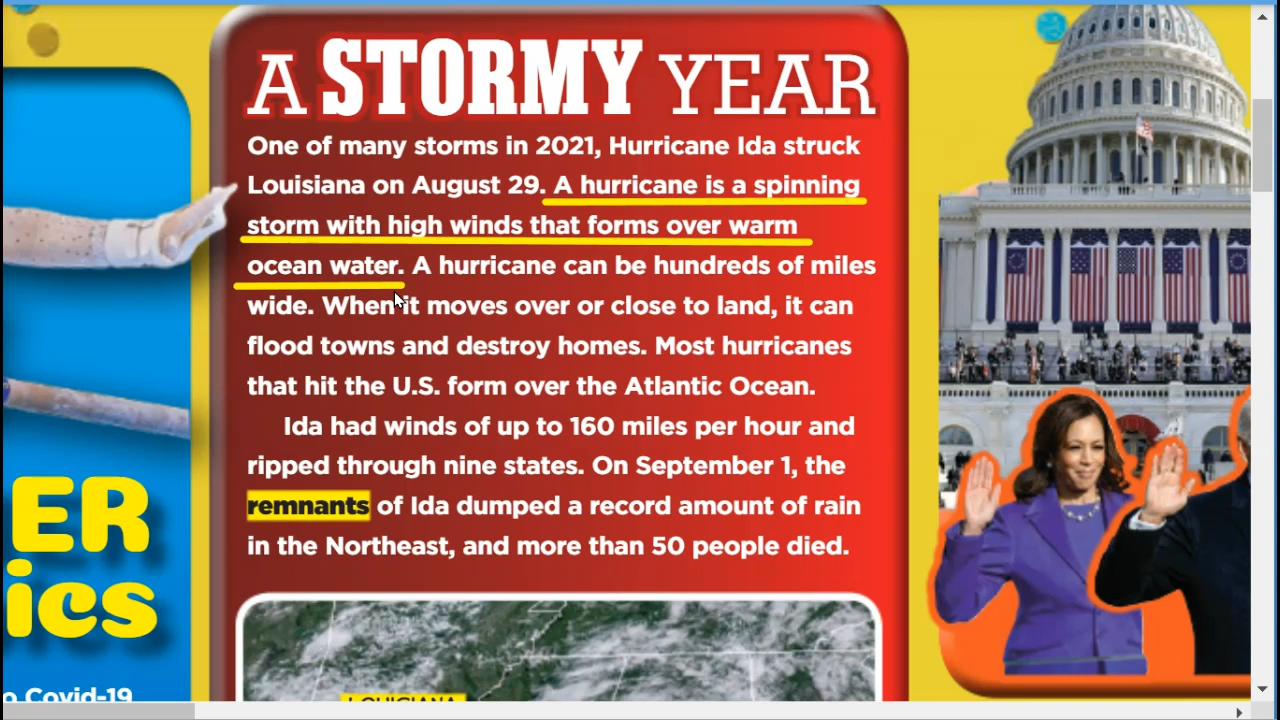 A STORMY YEAR
One of many storms in 2021, Hurricane Ida struck
Louisiana on August 29. A hurricane is a spinning
storm with high winds that forms over warm
ocean water. A hurricane can be hundreds of miles
wide. When it moves over or close to land, it can
flood towns and destroy homes. Most hurricanes
that hit the U.S. form over the Atlantic Ocean.
Ida had winds of up to 160 miles per hour and
ripped through nine states. On September 1, the
remnants of Ida dumped a record amount of rain
in the Northeast, and more than 50 people died.
LOUISIANA
ER
ics
o Covid-19